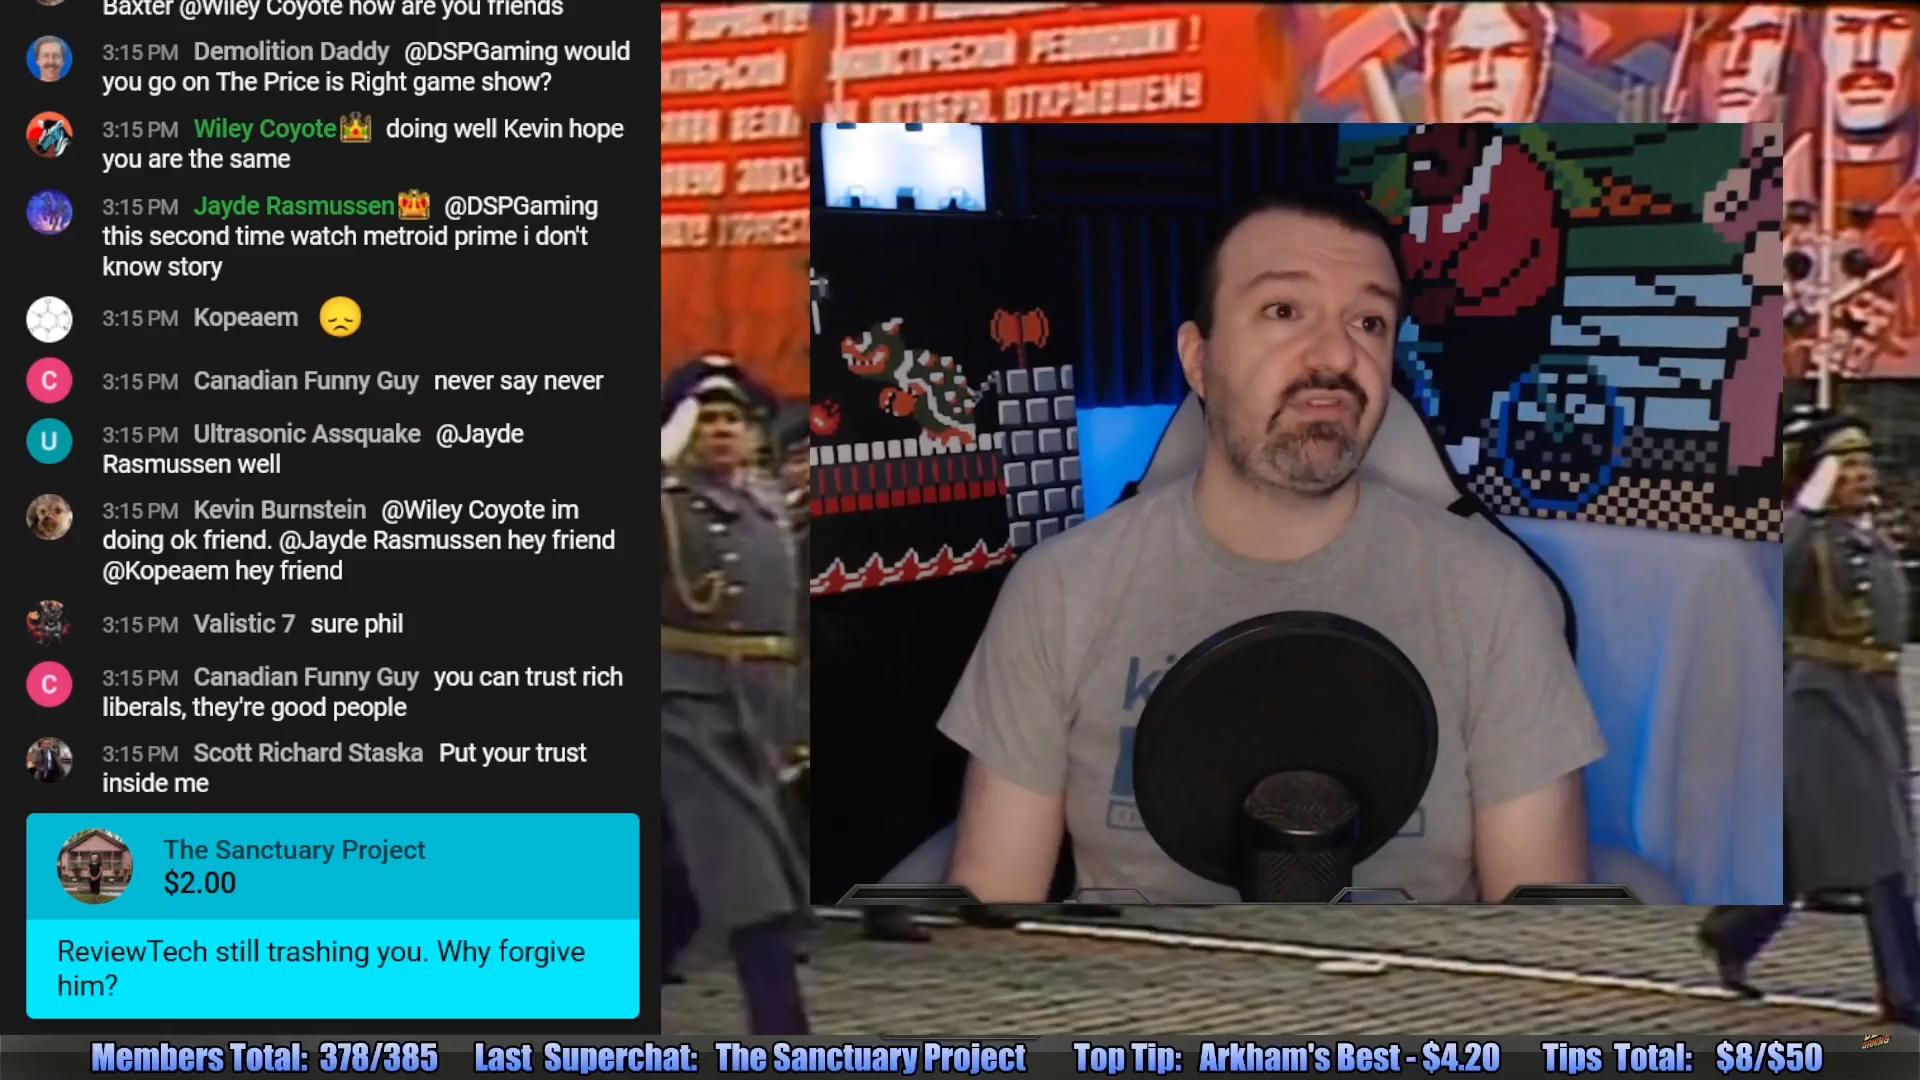 Baxter @Wiley Coyote how are you friends
3:15 PM Demolition Daddy @DSPGaming would
you go on The Price is Right game show?
3:15 PM Wiley Coyote doing well Kevin hope
you are the same
3:15 PM Jayde Rasmussen @DSPGaming
this second time watch metroid prime i don't
know story
3:15 PM Kopeaem
C 3:15 PM Canadian Funny Guy never say never
U 3:15 PM Ultrasonic Assquake @Jayde
Rasmussen well
3:15 PM Kevin Burnstein @Wiley Coyote im
doing ok friend. @Jayde Rasmussen hey friend
@Kopeaem hey friend
3:15 PM Valistic 7 sure phil
C 3:15 PM Canadian Funny Guy you can trust rich
liberals, they're good people
3:15 PM Scott Richard Staska Put your trust
inside me
The Sanctuary Project
$2.00
ReviewTech still trashing you. Why forgive
him?
РЕВОЛЮЦИИ !
ОКТЯБРЮ, ОТКРЫВШЕМУ
Members Total: 378/385 Last Superchat: The Sanctuary Project Top Tip: Arkham's Best - $4.20 Tips Total: $8/$50